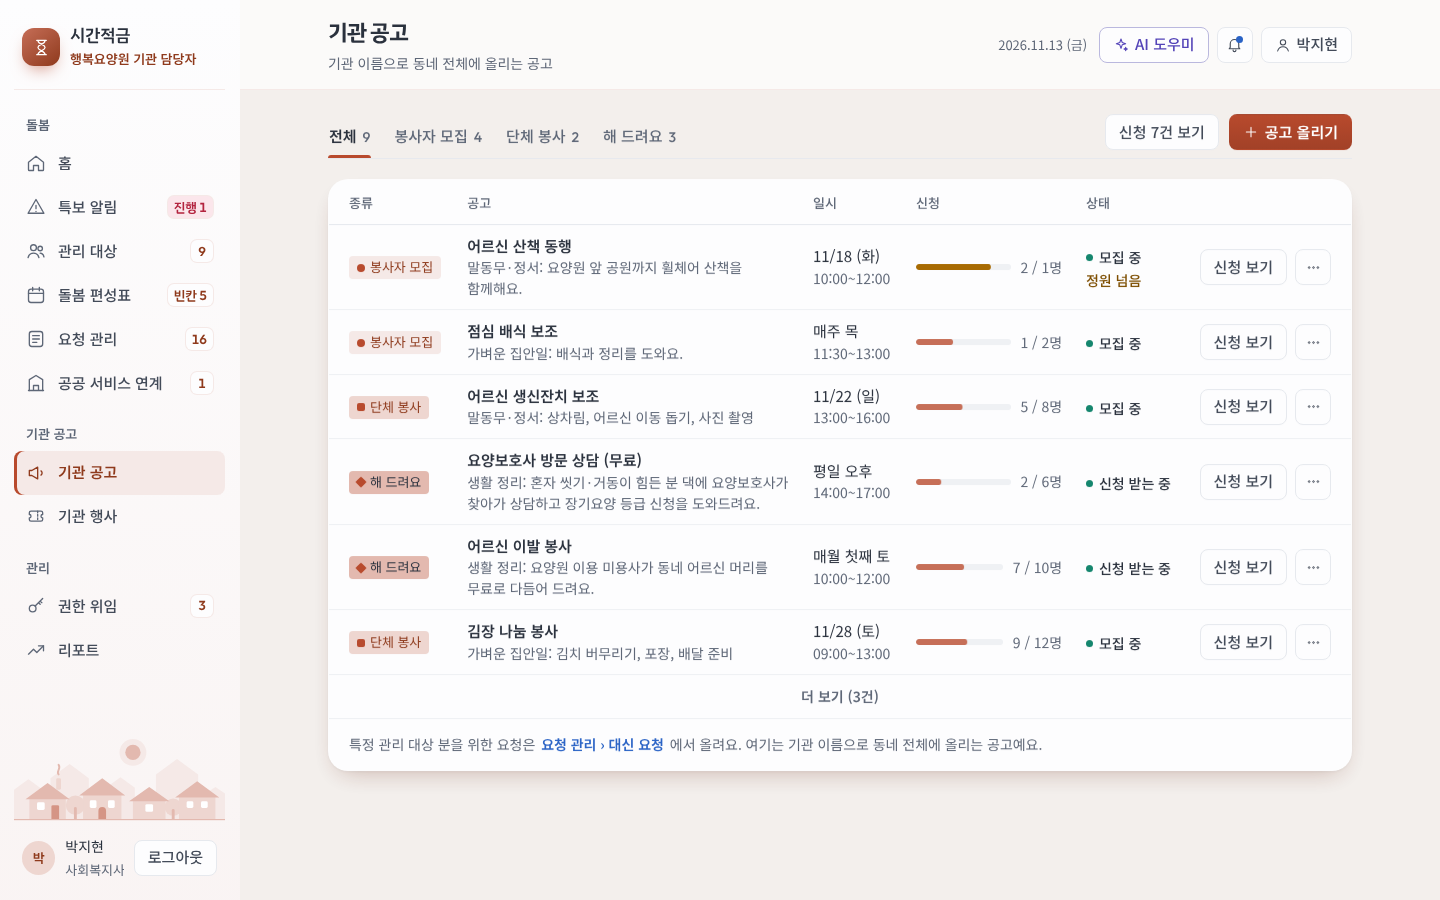 시간적금
행복요양원 기관 담당자
돌봄
홈
특보 알림 진행 1
관리 대상 9
돌봄 편성표 빈칸 5
요청 관리 16
공공 서비스 연계 1
기관 공고
기관 공고
기관 행사
관리
권한 위임 3
리포트
박
박지현
사회복지사
로그아웃
기관 공고
기관 이름으로 동네 전체에 올리는 공고
2026.11.13 (금)
AI 도우미
박지현
전체 9
봉사자 모집 4
단체 봉사 2
해 드려요 3
신청 7건 보기
+ 공고 올리기
종류 공고 일시 신청 상태
봉사자 모집
어르신 산책 동행
말동무·정서: 요양원 앞 공원까지 휠체어 산책을
함께해요.
11/18 (화)
10:00~12:00
2 / 1명
모집 중
정원 넘음
신청 보기
···
봉사자 모집
점심 배식 보조
가벼운 집안일: 배식과 정리를 도와요.
매주 목
11:30~13:00
1 / 2명
모집 중
신청 보기
···
단체 봉사
어르신 생신잔치 보조
말동무·정서: 상차림, 어르신 이동 돕기, 사진 촬영
11/22 (일)
13:00~16:00
5 / 8명
모집 중
신청 보기
···
해 드려요
요양보호사 방문 상담 (무료)
생활 정리: 혼자 씻기·거동이 힘든 분 댁에 요양보호사가
찾아가 상담하고 장기요양 등급 신청을 도와드려요.
평일 오후
14:00~17:00
2 / 6명
신청 받는 중
신청 보기
···
해 드려요
어르신 이발 봉사
생활 정리: 요양원 이용 미용사가 동네 어르신 머리를
무료로 다듬어 드려요.
매월 첫째 토
10:00~12:00
7 / 10명
신청 받는 중
신청 보기
···
단체 봉사
김장 나눔 봉사
가벼운 집안일: 김치 버무리기, 포장, 배달 준비
11/28 (토)
09:00~13:00
9 / 12명
모집 중
신청 보기
···
더 보기 (3건)
특정 관리 대상 분을 위한 요청은 요청 관리 › 대신 요청 에서 올려요. 여기는 기관 이름으로 동네 전체에 올리는 공고예요.